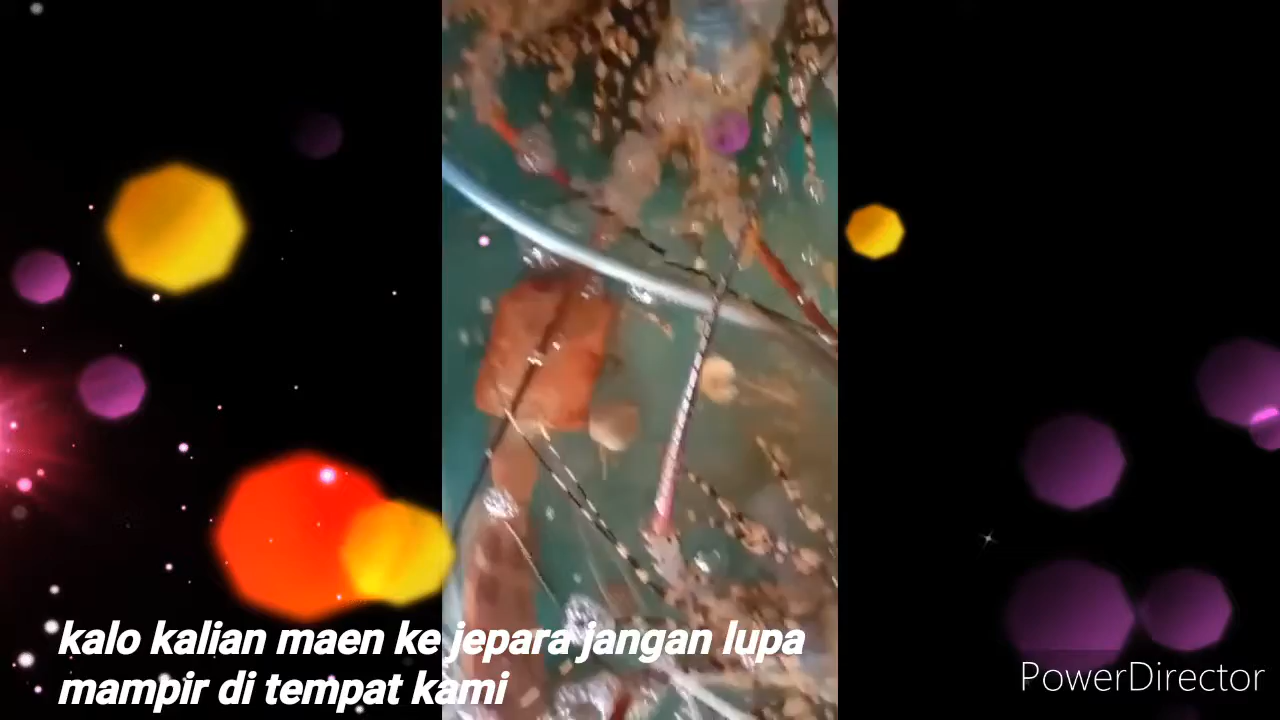 kalo kalian maen ke jepara jangan lupa
mampir di tempat kami
PowerDirector